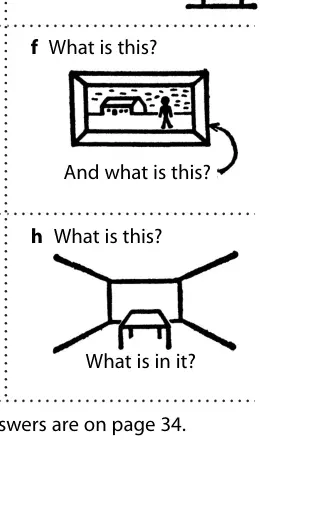 f What is this?
And what is this?
h What is this?
What is in it?
swers are on page 34.